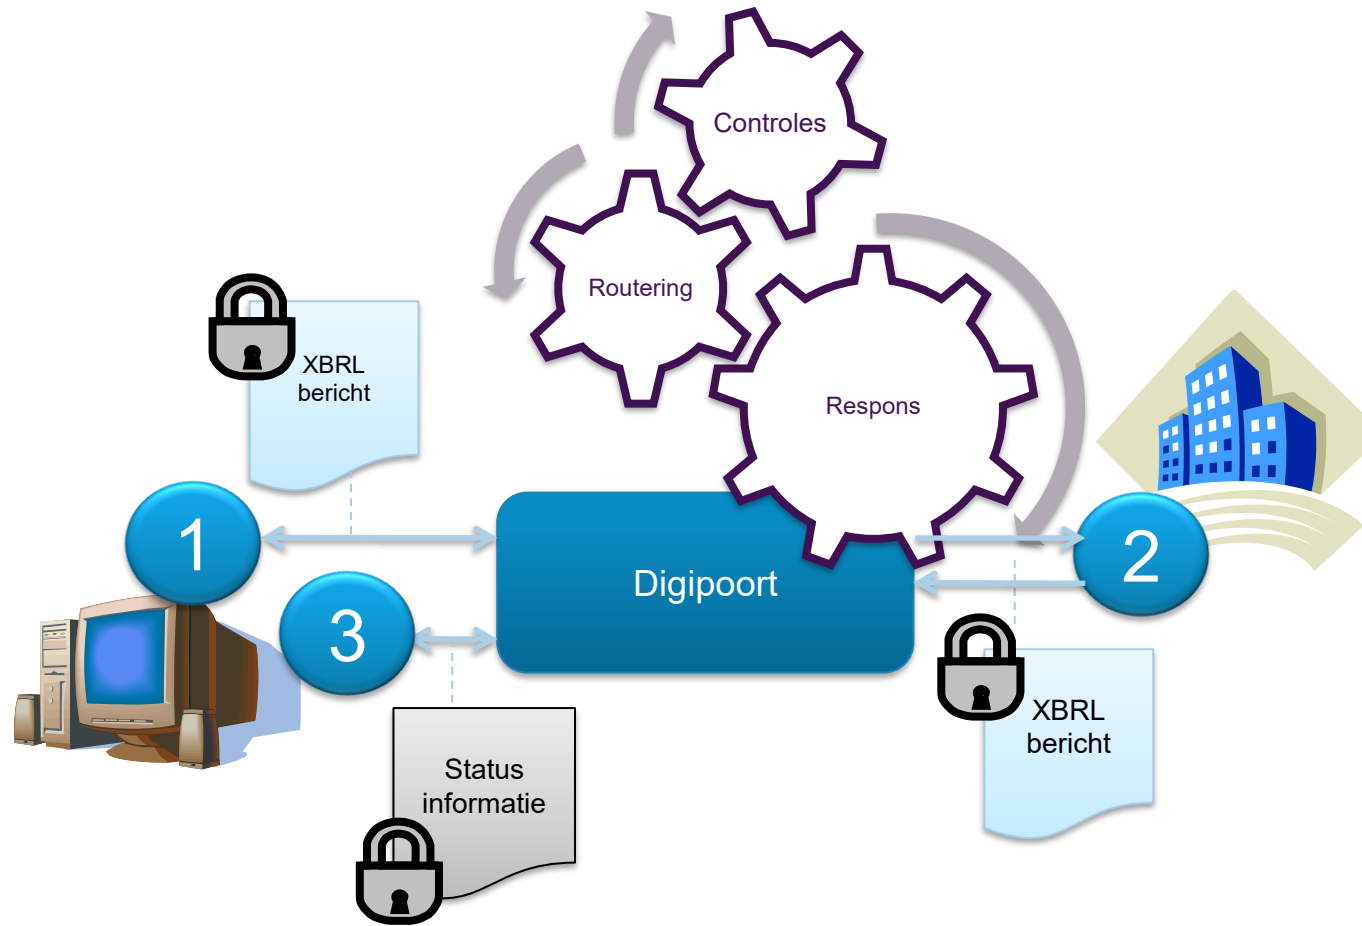 Controles
Routering
XBRL
bericht
Respons
1
2
Digipoort
3
XBRL
bericht
Status
informatie